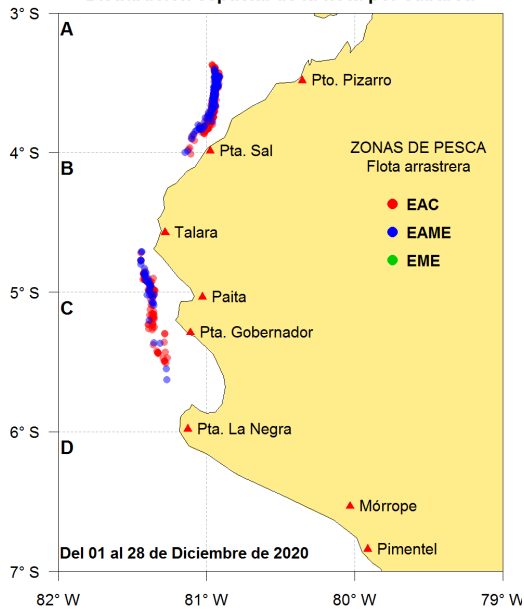 3° S
A
Pto. Pizarro
ZONAS DE PESCA
Flota arrastrera
4° S
Pta. Sal
B
EAC
Talara
EAME
EME
5° S
Paita
C
Pta. Gobernador
6° S
Pta. La Negra
D
Mórrope
Del 01 al 28 de Diciembre de 2020
Pimentel
7° S
82° W
81° W
80° W
79° W